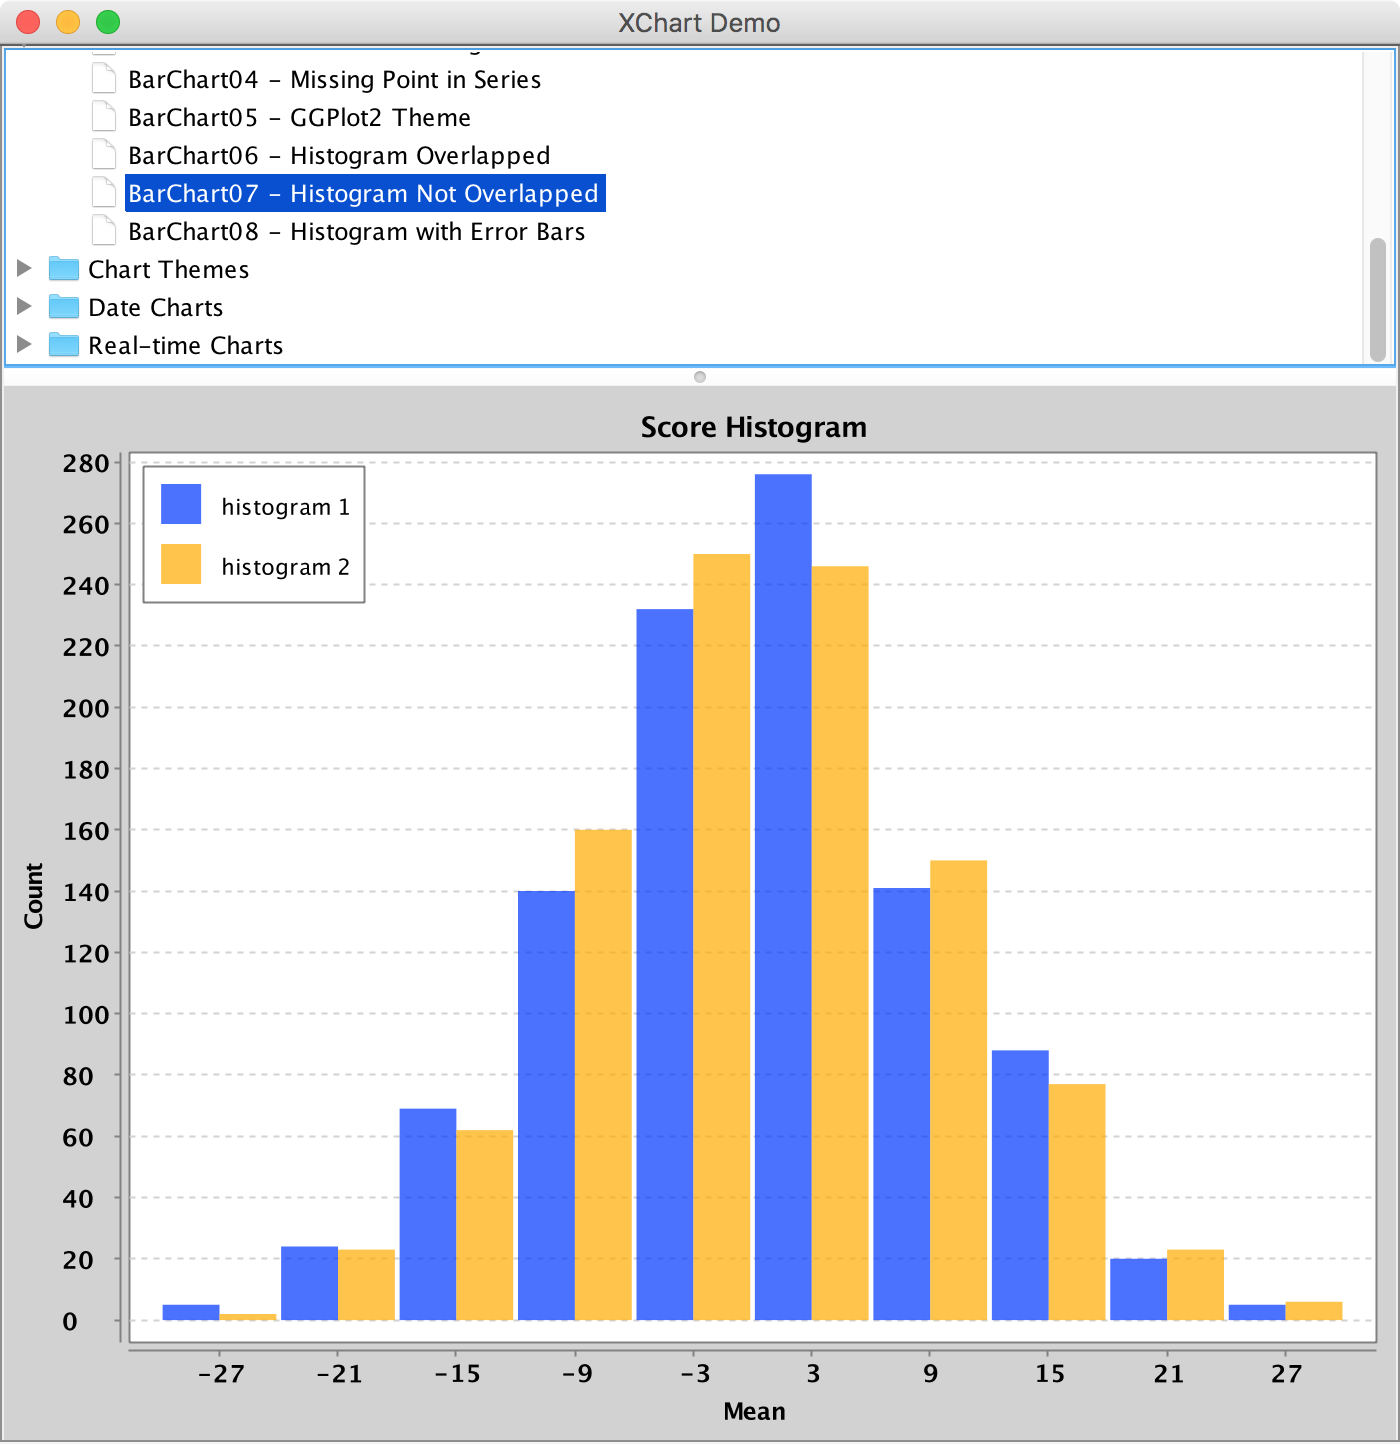 XChart Demo
BarChart04 - Missing Point in Series
BarChart05 - GGPlot2 Theme
BarChart06 - Histogram Overlapped
BarChart07 - Histogram Not Overlapped
BarChart08 - Histogram with Error Bars
Chart Themes
Date Charts
Real-time Charts
Score Histogram
histogram 1
histogram 2
280
260
240
220
200
180
160
140
120
100
80
60
40
20
0
Count
-27 -21 -15 -9 -3 3 9 15 21 27
Mean